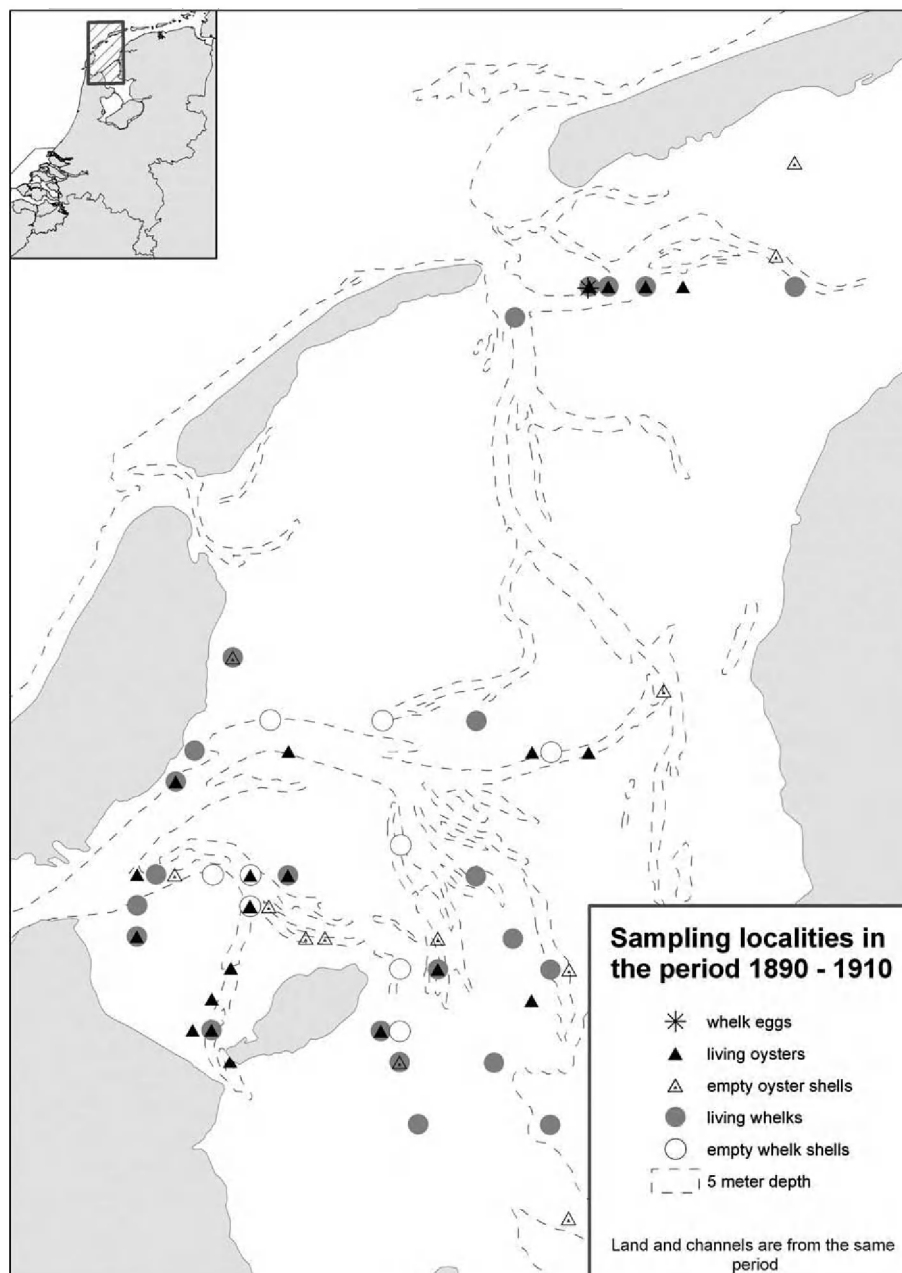 Sampling localities in
the period 1890 - 1910
whelk eggs
living oysters
empty oyster shells
living whelks
empty whelk shells
5 meter depth
Land and channels are from the same
period